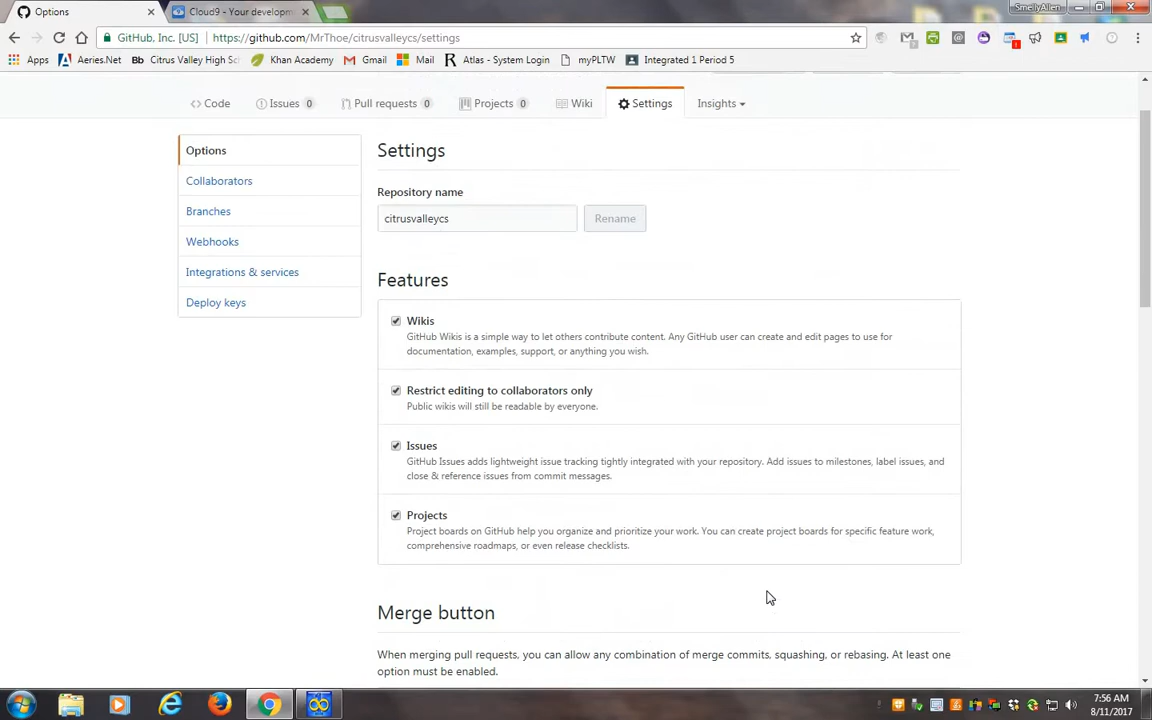 Options
Cloud9 - Your developm
SmellyAllen
GitHub, Inc. [US]
https://github.com/MrThoe/citrusvalleycs/settings
Apps
Aeries.Net
Bb Citrus Valley High Sc
Khan Academy
Gmail
Mail
Atlas - System Login
myPLTW
Integrated 1 Period 5
Code
Issues 0
Pull requests 0
Projects 0
Wiki
Settings
Insights
Options
Collaborators
Branches
Webhooks
Integrations & services
Deploy keys
Settings
Repository name
citrusvalleycs
Rename
Features
Wikis
GitHub Wikis is a simple way to let others contribute content. Any GitHub user can create and edit pages to use for
documentation, examples, support, or anything you wish.
Restrict editing to collaborators only
Public wikis will still be readable by everyone.
Issues
GitHub Issues adds lightweight issue tracking tightly integrated with your repository. Add issues to milestones, label issues, and
close & reference issues from commit messages.
Projects
Project boards on GitHub help you organize and prioritize your work. You can create project boards for specific feature work,
comprehensive roadmaps, or even release checklists.
Merge button
When merging pull requests, you can allow any combination of merge commits, squashing, or rebasing. At least one
option must be enabled.
7:56 AM
8/11/2017